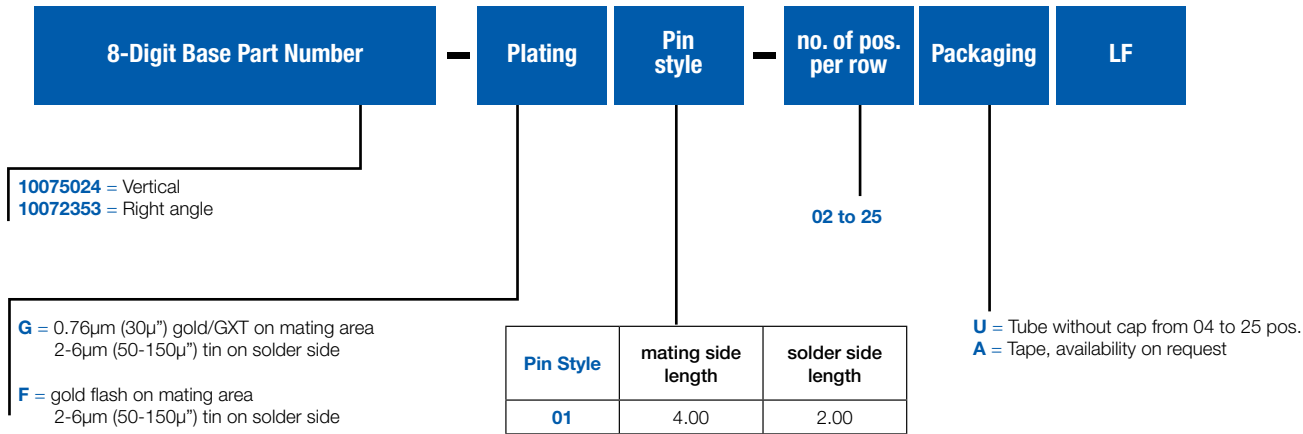 8-Digit Base Part Number
Plating
Pin
style
no. of pos.
per row
Packaging
LF
10075024 = Vertical
10072353 = Right angle
02 to 25
G = 0.76µm (30µ”) gold/GXT on mating area
2-6µm (50-150µ”) tin on solder side
F = gold flash on mating area
2-6µm (50-150µ”) tin on solder side
Pin Style
mating side
length
solder side
length
01
4.00
2.00
U = Tube without cap from 04 to 25 pos.
A = Tape, availability on request